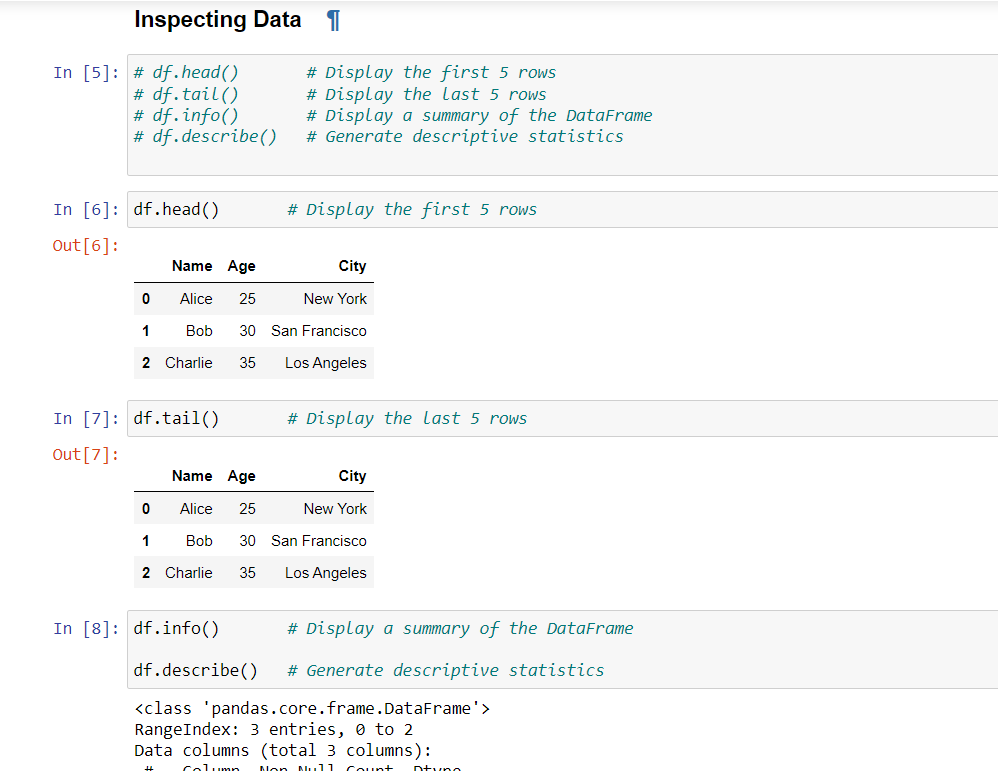 Inspecting Data ¶
In [5]: # df.head() # Display the first 5 rows
# df.tail() # Display the last 5 rows
# df.info() # Display a summary of the DataFrame
# df.describe() # Generate descriptive statistics
In [6]: df.head() # Display the first 5 rows
Out[6]:
Name Age City
0 Alice 25 New York
1 Bob 30 San Francisco
2 Charlie 35 Los Angeles
In [7]: df.tail() # Display the last 5 rows
Out[7]:
Name Age City
0 Alice 25 New York
1 Bob 30 San Francisco
2 Charlie 35 Los Angeles
In [8]: df.info() # Display a summary of the DataFrame
df.describe() # Generate descriptive statistics
<class 'pandas.core.frame.DataFrame'>
RangeIndex: 3 entries, 0 to 2
Data columns (total 3 columns):
# Column Non-Null Count Dtype